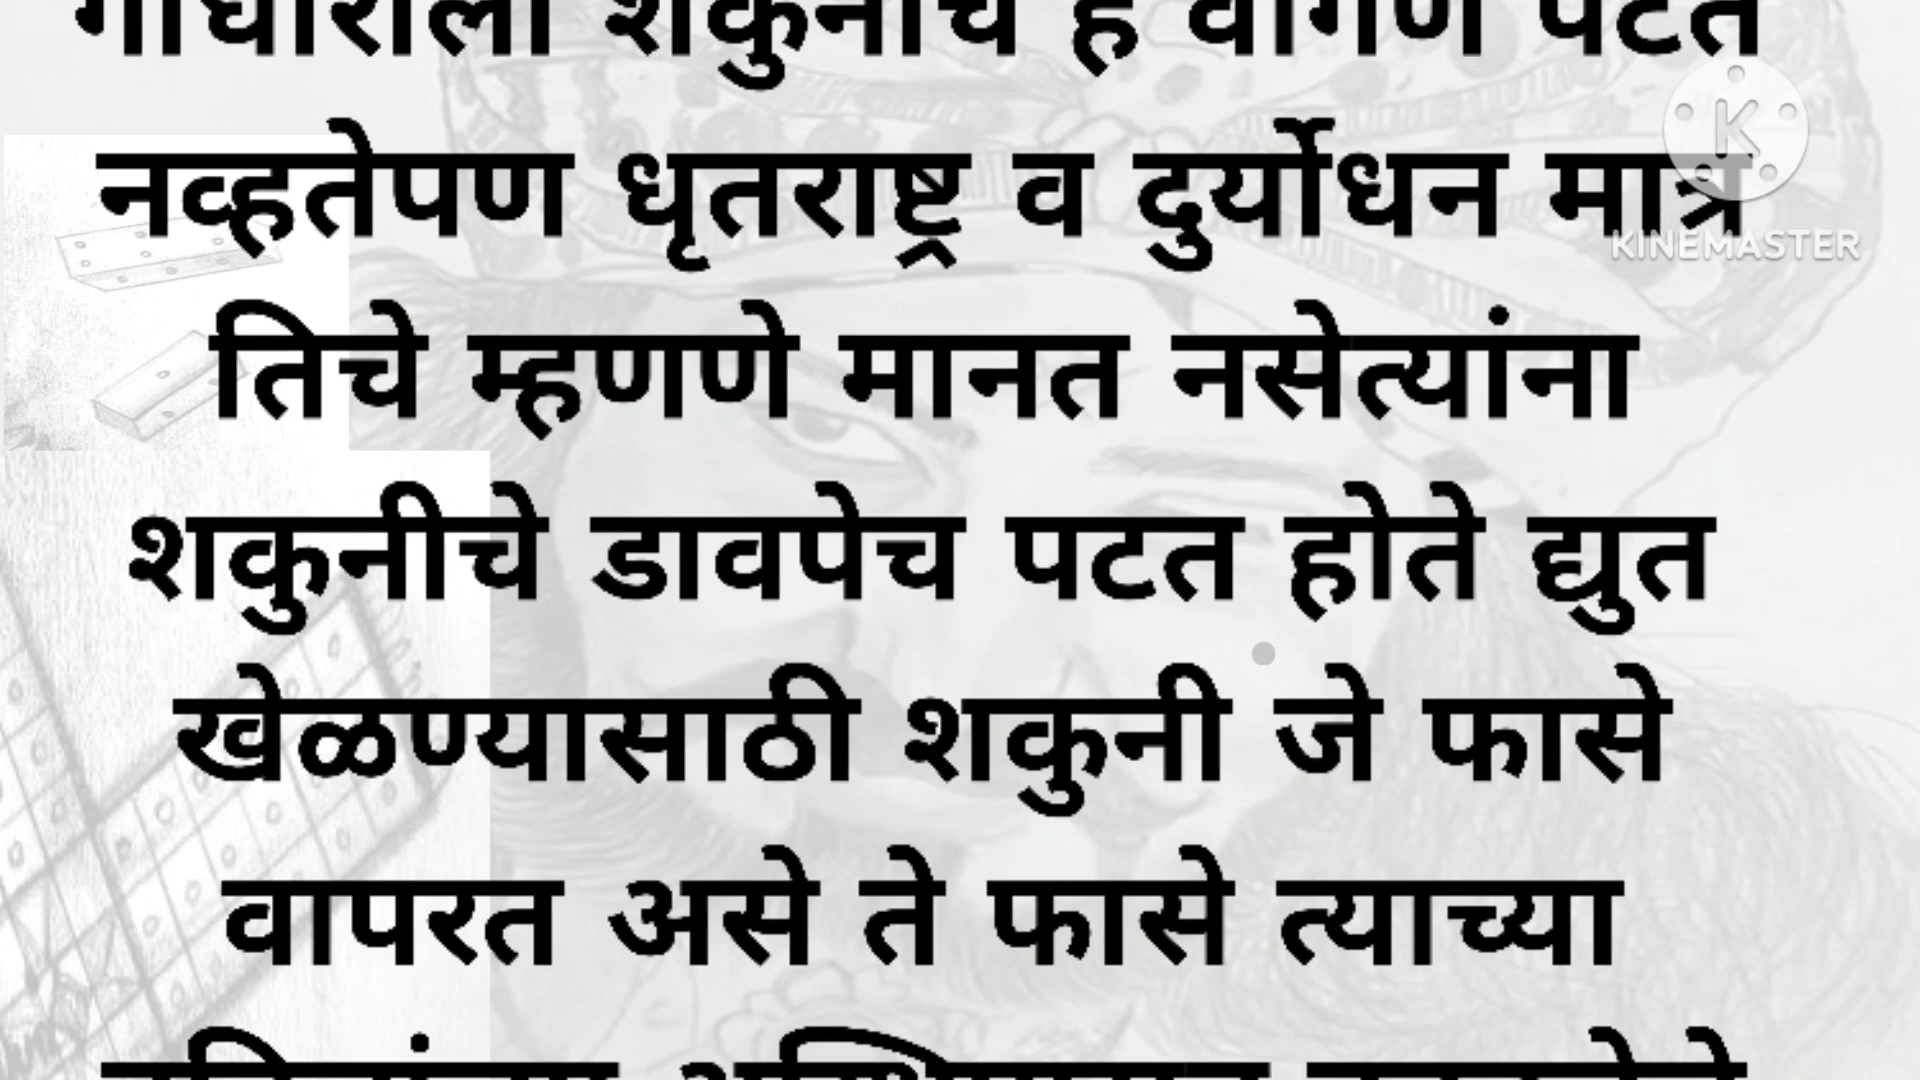 शकुनीचे हे वागणे पटत
नव्हतेपण धृतराष्ट्र व दुर्योधन मात्र
KINEMASTER
तिचे म्हणणे मानत नसेत्यांना
शकुनीचे डावपेच पटत होते द्युत
खेळण्यासाठी शकुनी जे फासे
वापरत असे ते फासे त्याच्या